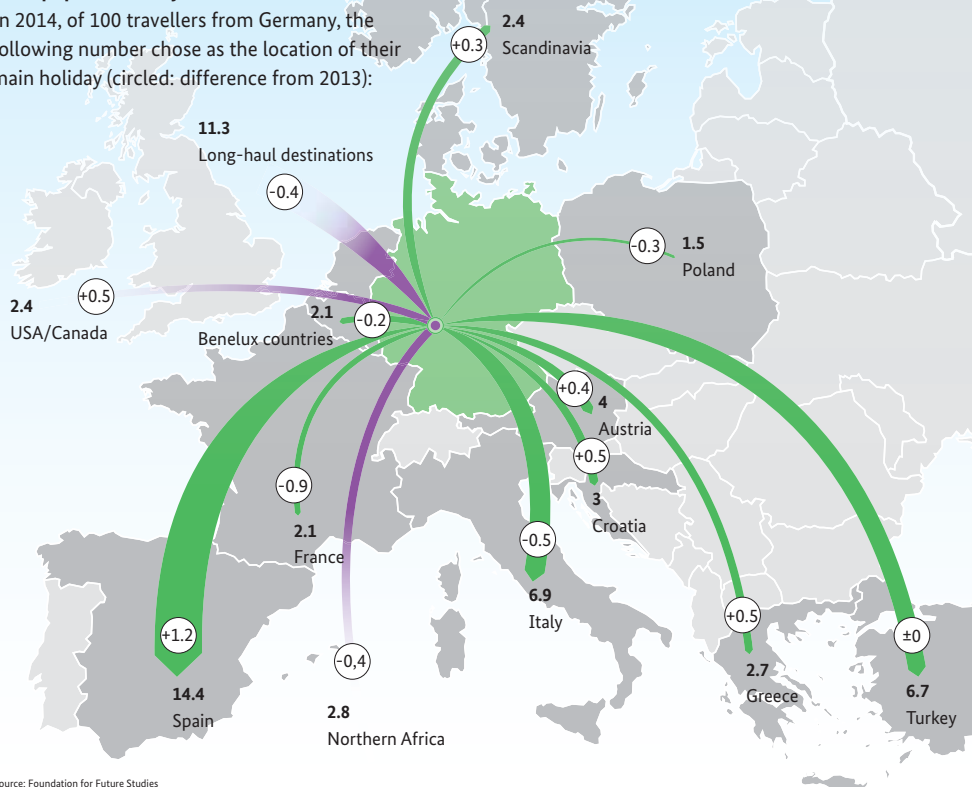 n 2014, of 100 travellers from Germany, the
ollowing number chose as the location of their
main holiday (circled: difference from 2013):
2.4
Scandinavia
+0.3
11.3
Long-haul destinations
-0.4
-0.3
1.5
Poland
+0.5
2.4
USA/Canada
2.1
Benelux countries
-0.2
+0.4
4
Austria
+0.5
3
Croatia
-0.9
2.1
France
-0.5
6.9
Italy
+1.2
14.4
Spain
-0,4
2.8
Northern Africa
+0.5
2.7
Greece
±0
6.7
Turkey
ource: Foundation for Future Studies